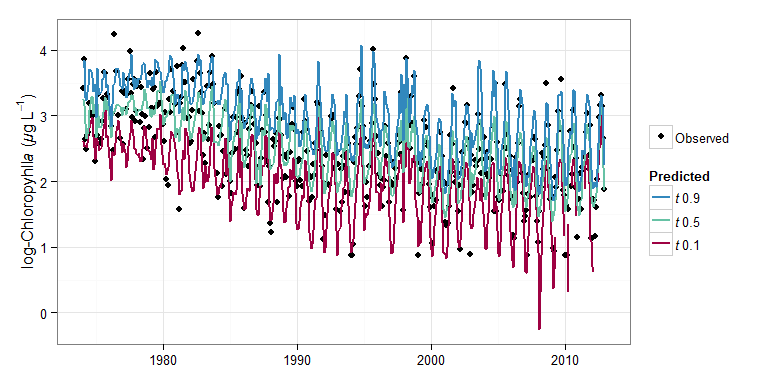 log-Chloropyhlla (µg L⁻¹)
4
3
2
1
0
1980
1990
2000
2010
Observed
Predicted
t 0.9
t 0.5
t 0.1